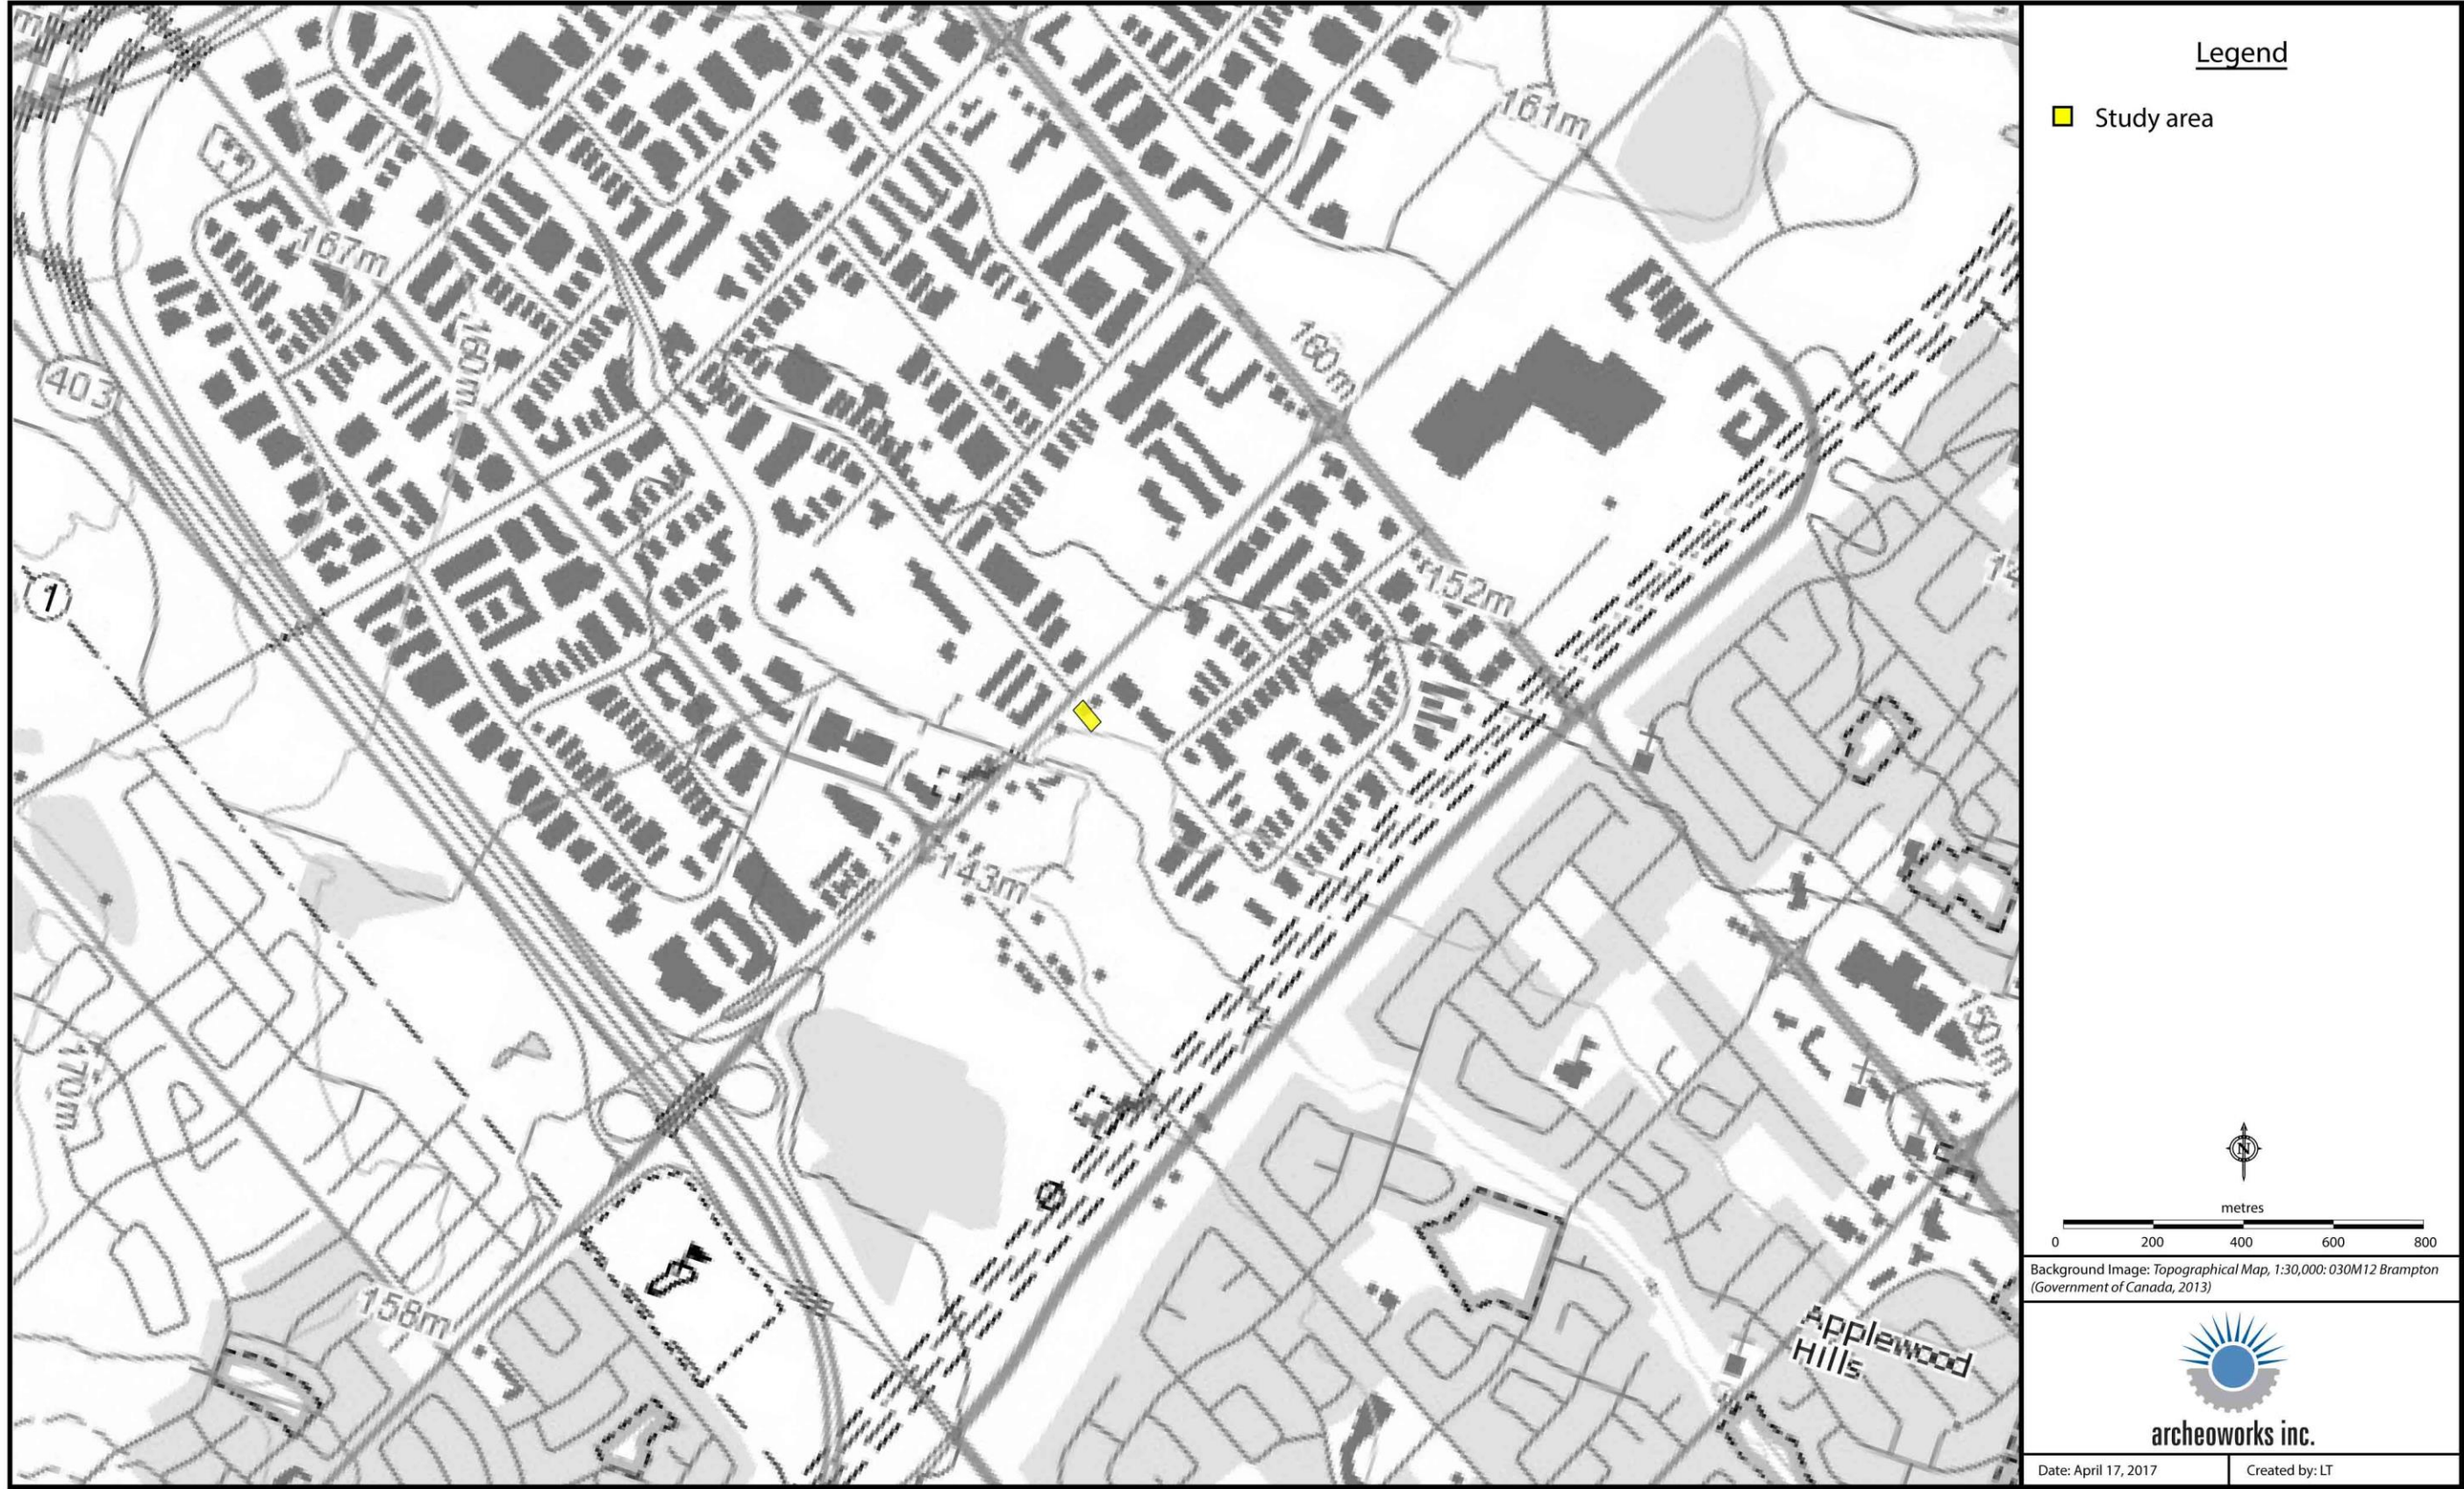 161m
167m
160m
160m
403
152m
1
14
143m
150m
170m
158m
Applewood
Hills
Legend
Study area
N
metres
0 200 400 600 800
Background Image: Topographical Map, 1:30,000: 030M12 Brampton
(Government of Canada, 2013)
archeoworks inc.
Date: April 17, 2017
Created by: LT